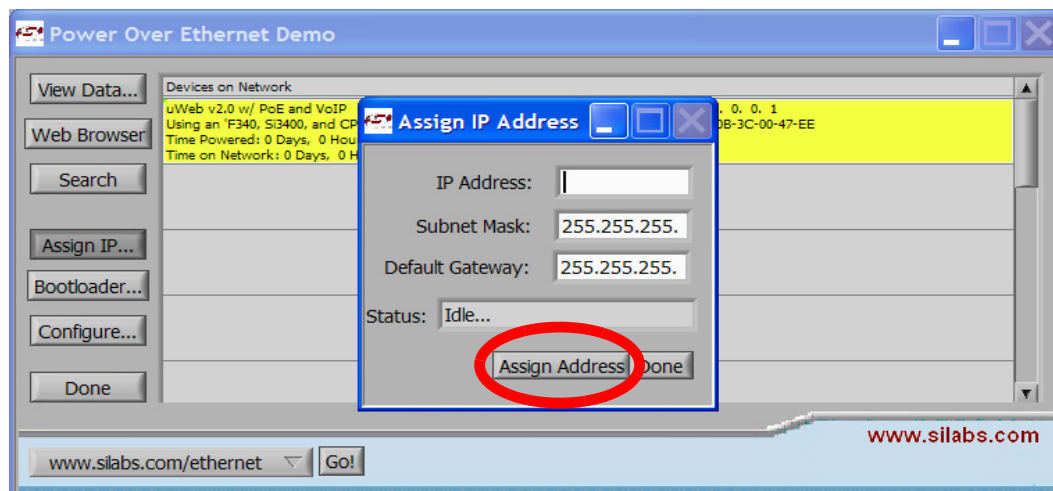 Power Over Ethernet Demo
View Data...
Web Browser
Search
Assign IP...
Bootloader...
Configure...
Done
Devices on Network
uWeb v2.0 w/ PoE and VoIP
Using an 'F340, Si3400, and CP
Time Powered: 0 Days, 0 Hou
Time on Network: 0 Days, 0 H
. 0. 0. 1
0B-3C-00-47-EE
Assign IP Address
IP Address:
Subnet Mask: 255.255.255.
Default Gateway: 255.255.255.
Status: Idle...
Assign Address Done
www.silabs.com
www.silabs.com/ethernet Go!